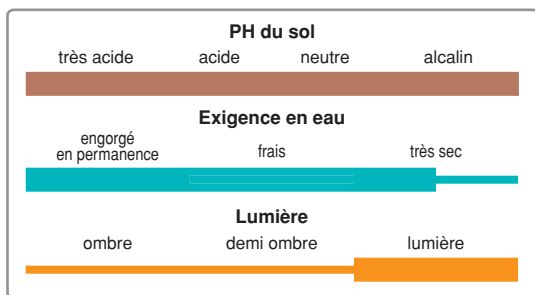 PH du sol
très acide acide neutre alcalin
Exigence en eau
engorgé
en permanence frais très sec
Lumière
ombre demi ombre lumière